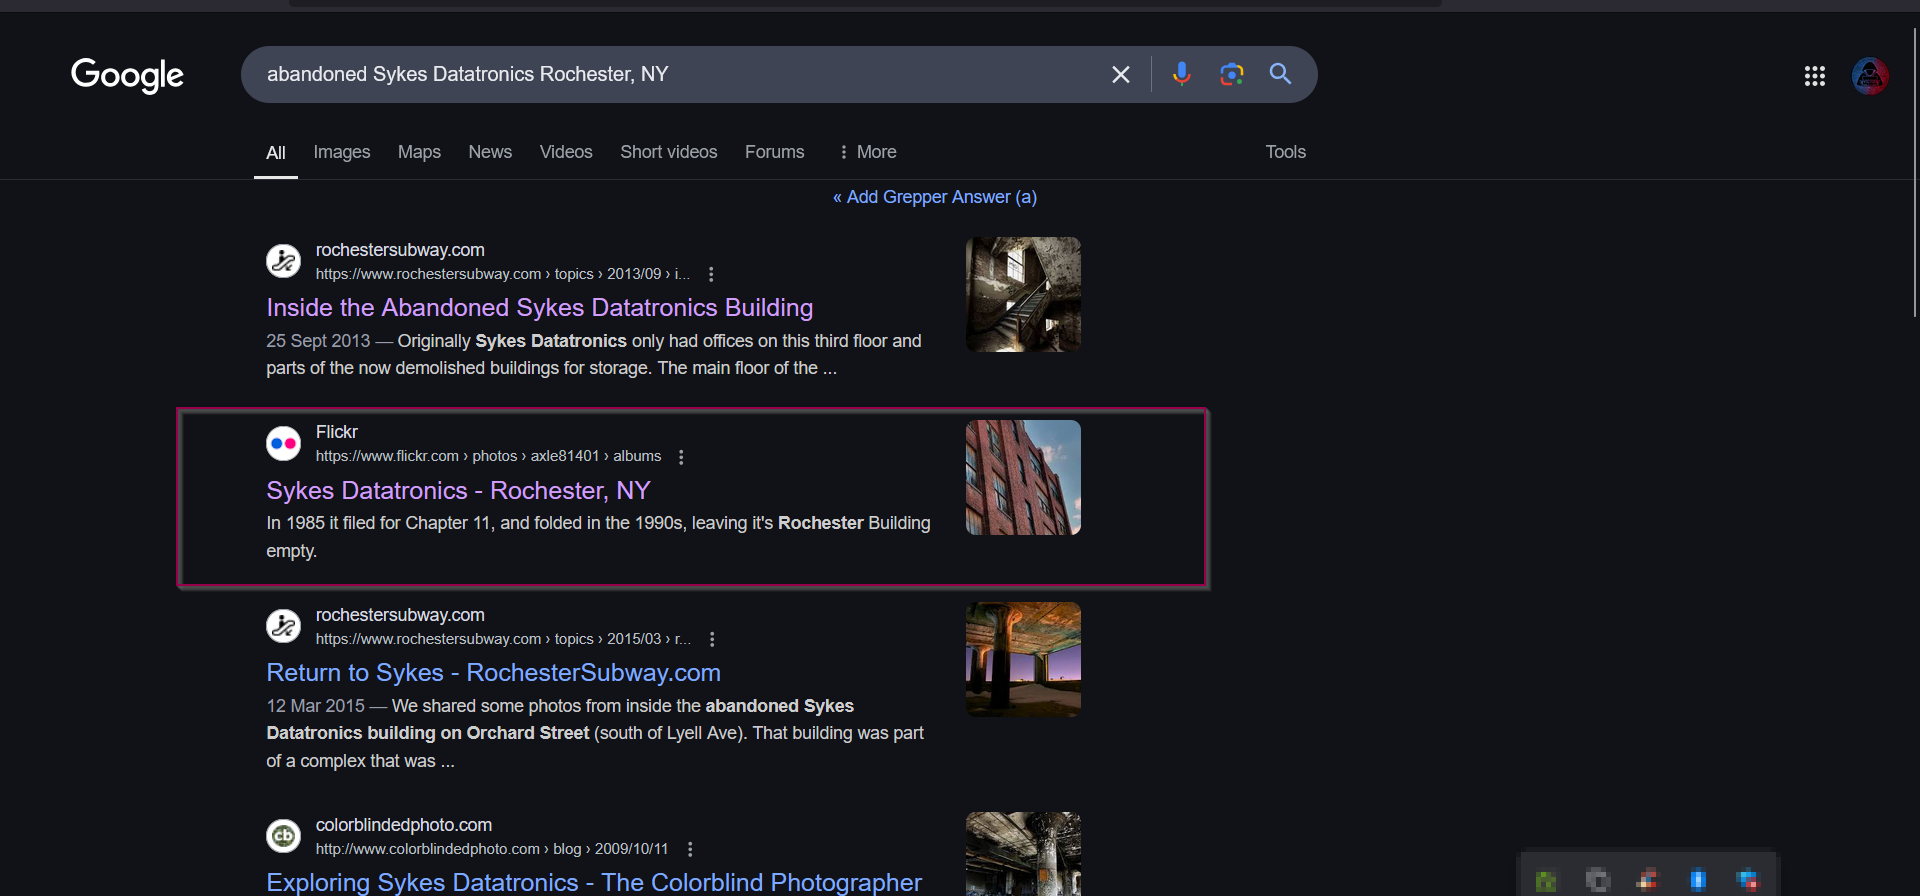 Google
abandoned Sykes Datatronics Rochester, NY
All Images Maps News Videos Short videos Forums More Tools
« Add Grepper Answer (a)
rochestersubway.com
https://www.rochestersubway.com › topics › 2013/09 › i...
Inside the Abandoned Sykes Datatronics Building
25 Sept 2013 — Originally Sykes Datatronics only had offices on this third floor and
parts of the now demolished buildings for storage. The main floor of the ...
Flickr
https://www.flickr.com › photos › axle81401 › albums
Sykes Datatronics - Rochester, NY
In 1985 it filed for Chapter 11, and folded in the 1990s, leaving it's Rochester Building
empty.
rochestersubway.com
https://www.rochestersubway.com › topics › 2015/03 › r...
Return to Sykes - RochesterSubway.com
12 Mar 2015 — We shared some photos from inside the abandoned Sykes
Datatronics building on Orchard Street (south of Lyell Ave). That building was part
of a complex that was ...
cb
colorblindedphoto.com
http://www.colorblindedphoto.com › blog › 2009/10/11
Exploring Sykes Datatronics - The Colorblind Photographer